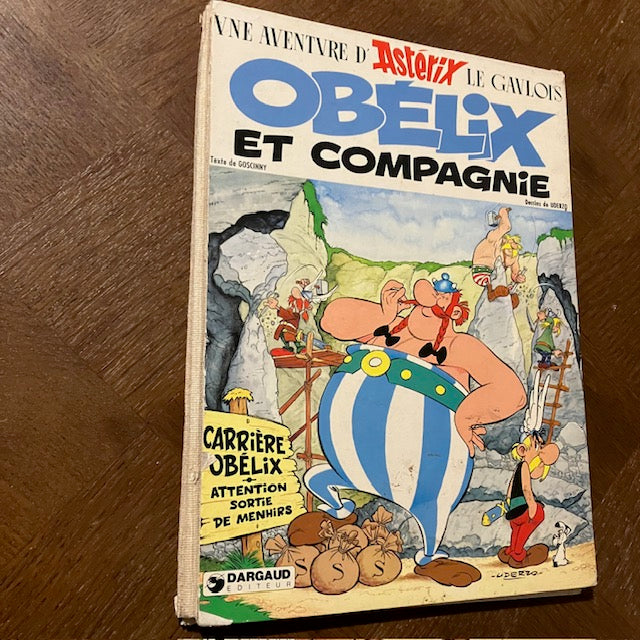 VNE AVENTVRE D'Astérix LE GAVLOIS
OBÉLiX
ET COMPAGNiE
Texte de GOSCINNY
Dessins de UDERZO
CARRiÈRE
OBÉLiX
ATTENTiON
SORTiE
DE MENHiRS
S S
DARGAUD
EDITEUR
-UDERZO-